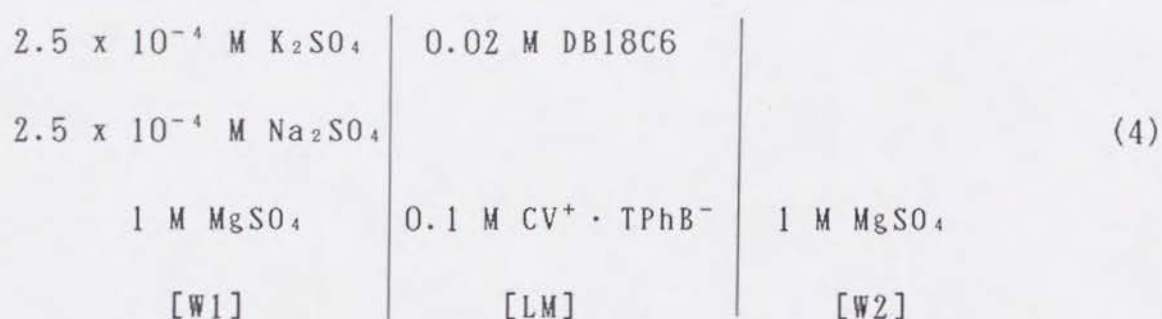 2.5 x 10⁻⁴ M K₂SO₄ 0.02 M DB18C6
2.5 x 10⁻⁴ M Na₂SO₄ (4)
1 M MgSO₄ 0.1 M CV⁺ · TPhB⁻ 1 M MgSO₄
[W1] [LM] [W2]